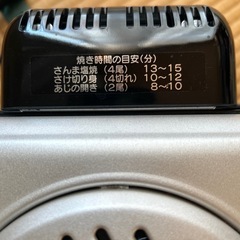 焼き時間の目安(分)
さんま塩焼(4尾) 13~15
さけ切り身(4切れ) 10~12
あじの開き(2尾) 8~10